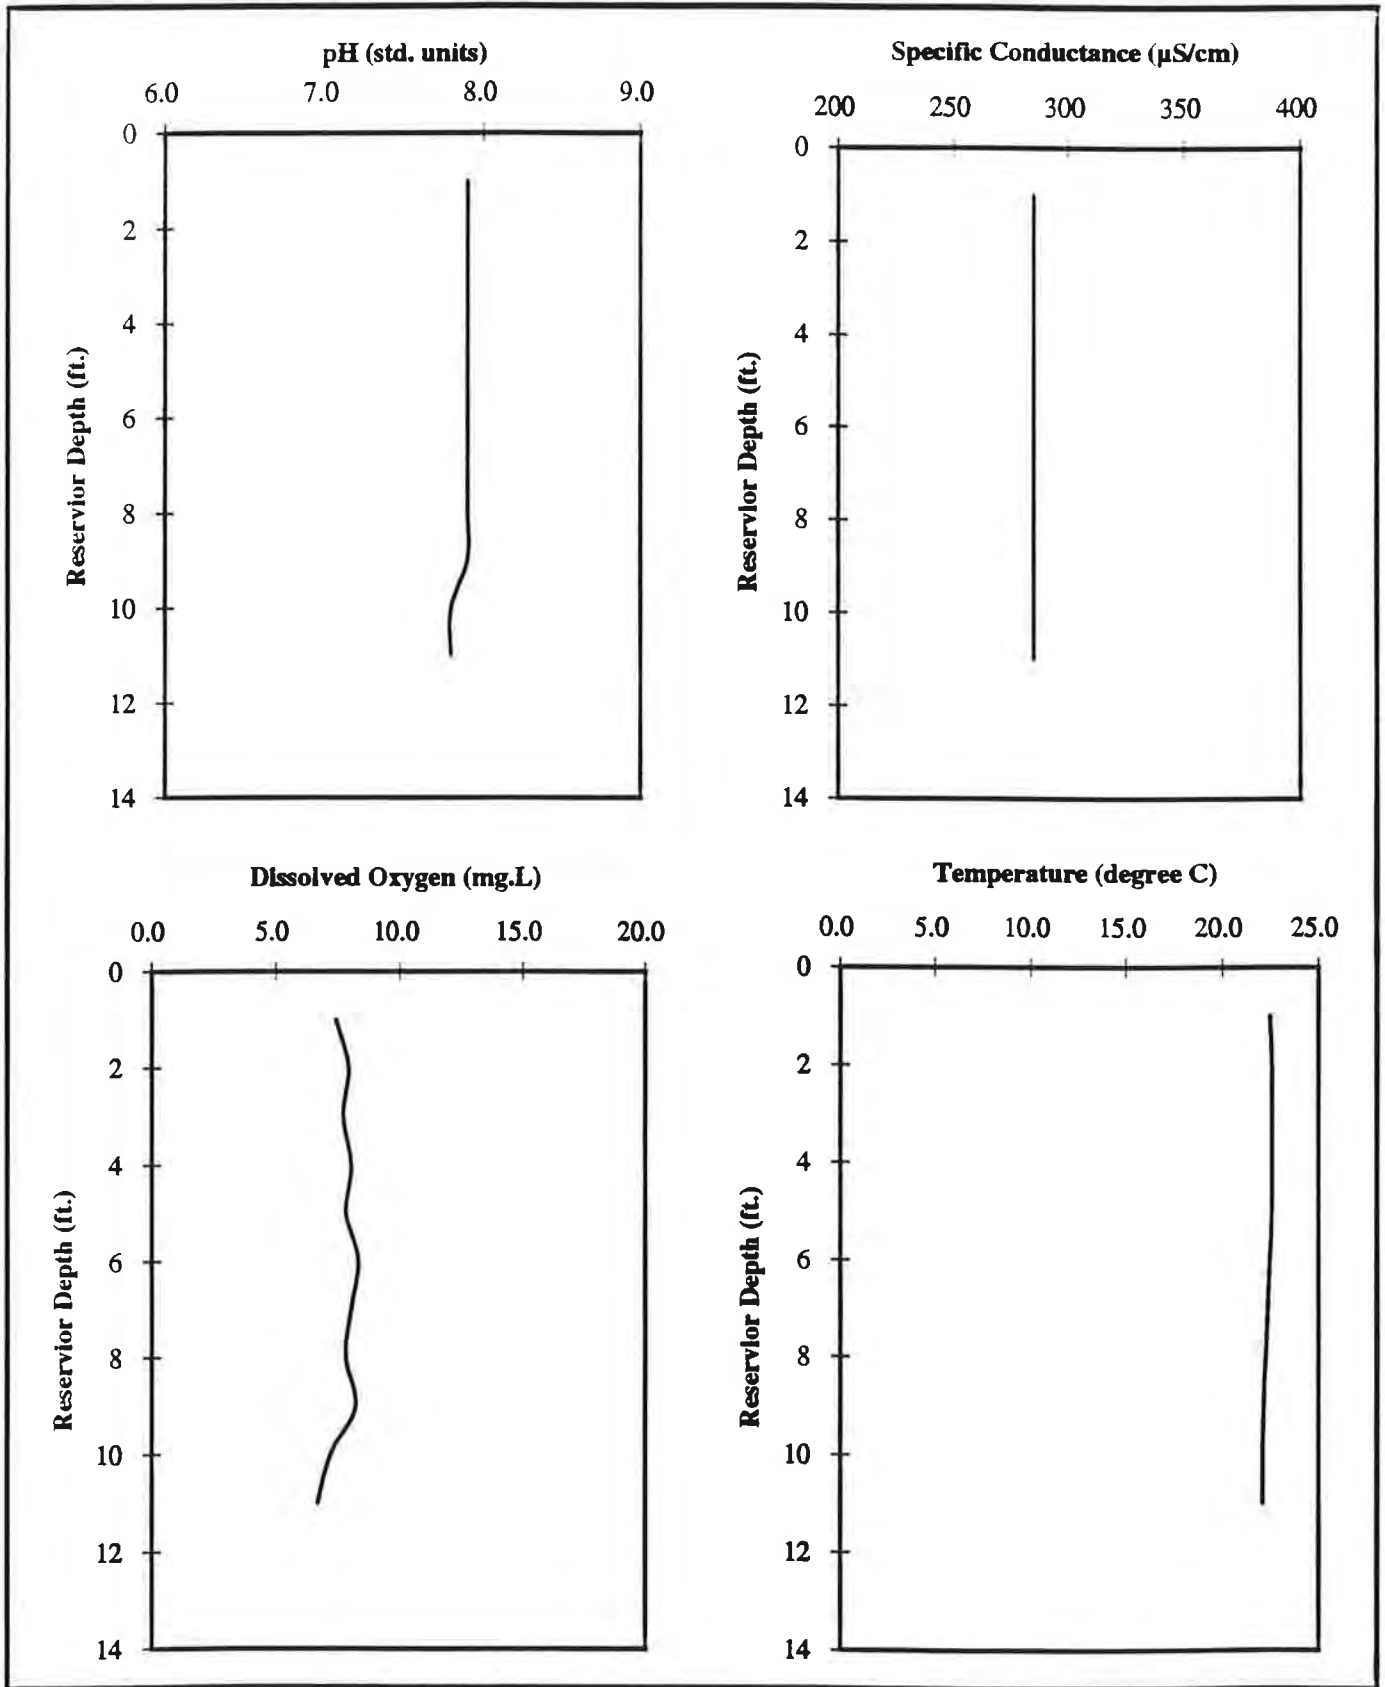 pH (std. units)
6.0 7.0 8.0 9.0
0
2
4
6
8
10
12
14
Reservior Depth (ft.)
Specific Conductance (µS/cm)
200 250 300 350 400
0
2
4
6
8
10
12
14
Reservior Depth (ft.)
Dissolved Oxygen (mg.L)
0.0 5.0 10.0 15.0 20.0
0
2
4
6
8
10
12
14
Reservior Depth (ft.)
Temperature (degree C)
0.0 5.0 10.0 15.0 20.0 25.0
0
2
4
6
8
10
12
14
Reservior Depth (ft.)